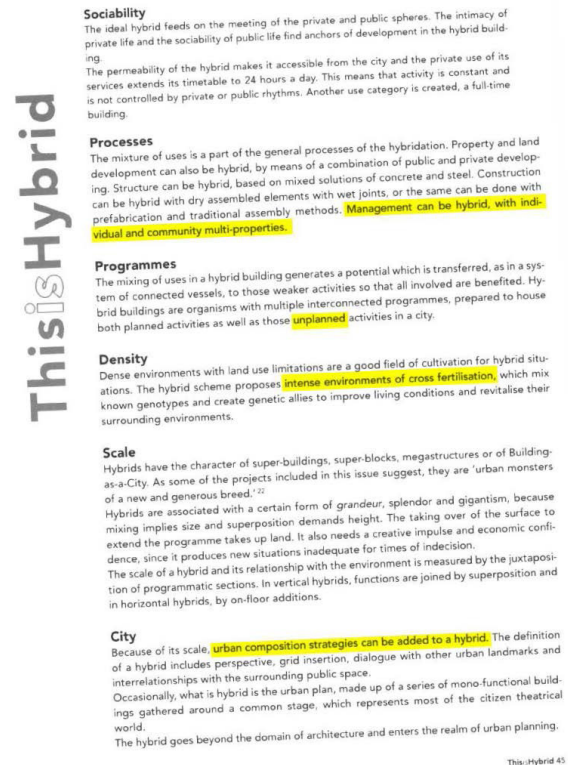 ThisisHybrid
Sociability
The ideal hybrid feeds on the meeting of the private and public spheres. The intimacy of
private life and the sociability of public life find anchors of development in the hybrid build-
ing.
The permeability of the hybrid makes it accessible from the city and the private use of its
services extends its timetable to 24 hours a day. This means that activity is constant and
is not controlled by private or public rhythms. Another use category is created, a full-time
building.
Processes
The mixture of uses is a part of the general processes of the hybridation. Property and land
development can also be hybrid, by means of a combination of public and private develop-
ing. Structure can be hybrid, based on mixed solutions of concrete and steel. Construction
can be hybrid with dry assembled elements with wet joints, or the same can be done with
prefabrication and traditional assembly methods. Management can be hybrid, with indi-
vidual and community multi-properties.
Programmes
The mixing of uses in a hybrid building generates a potential which is transferred, as in a sys-
tem of connected vessels, to those weaker activities so that all involved are benefited. Hy-
brid buildings are organisms with multiple interconnected programmes, prepared to house
both planned activities as well as those unplanned activities in a city.
Density
Dense environments with land use limitations are a good field of cultivation for hybrid situ-
ations. The hybrid scheme proposes intense environments of cross fertilisation, which mix
known genotypes and create genetic allies to improve living conditions and revitalise their
surrounding environments.
Scale
Hybrids have the character of super-buildings, super-blocks, megastructures or of Building-
as-a-City. As some of the projects included in this issue suggest, they are 'urban monsters
of a new and generous breed.' 22
Hybrids are associated with a certain form of grandeur, splendor and gigantism, because
mixing implies size and superposition demands height. The taking over of the surface to
extend the programme takes up land. It also needs a creative impulse and economic confi-
dence, since it produces new situations inadequate for times of indecision.
The scale of a hybrid and its relationship with the environment is measured by the juxtaposi-
tion of programmatic sections. In vertical hybrids, functions are joined by superposition and
in horizontal hybrids, by on-floor additions.
City
Because of its scale, urban composition strategies can be added to a hybrid. The definition
of a hybrid includes perspective, grid insertion, dialogue with other urban landmarks and
interrelationships with the surrounding public space.
Occasionally, what is hybrid is the urban plan, made up of a series of mono-functional build-
ings gathered around a common stage, which represents most of the citizen theatrical
world.
The hybrid goes beyond the domain of architecture and enters the realm of urban planning.
ThisisHybrid 45